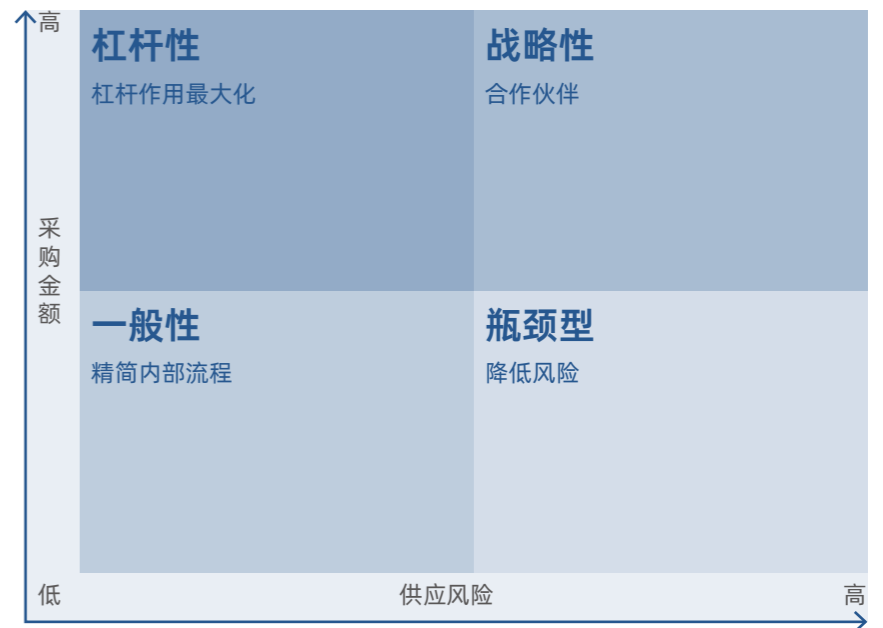 高
杠杆性
杠杆作用最大化
战略性
合作伙伴
采购金额
一般性
精简内部流程
瓶颈型
降低风险
低
供应风险
高